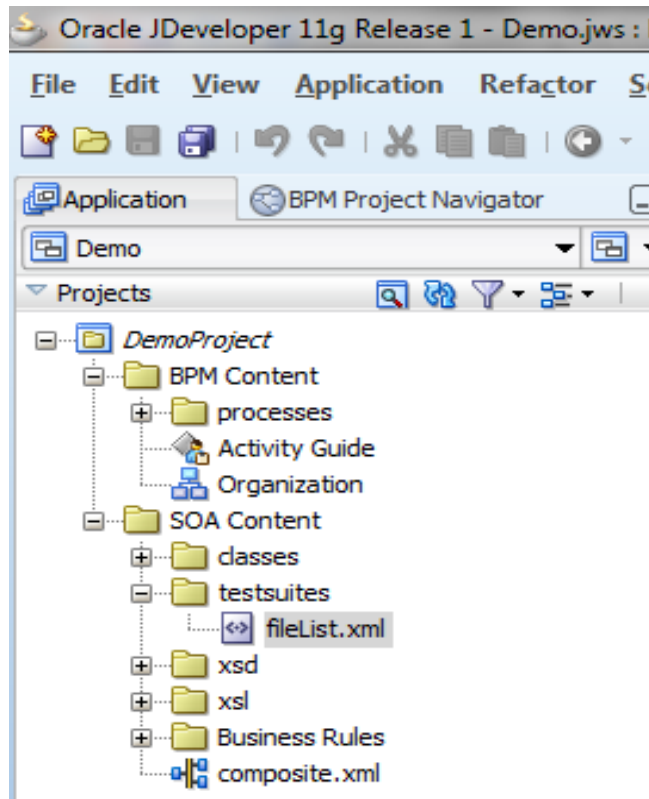 Oracle JDeveloper 11g Release 1 - Demo.jws :
File Edit View Application Refactor
Application BPM Project Navigator
Demo
Projects
DemoProject
BPM Content
processes
Activity Guide
Organization
SOA Content
classes
testsuites
fileList.xml
xsd
xsl
Business Rules
composite.xml